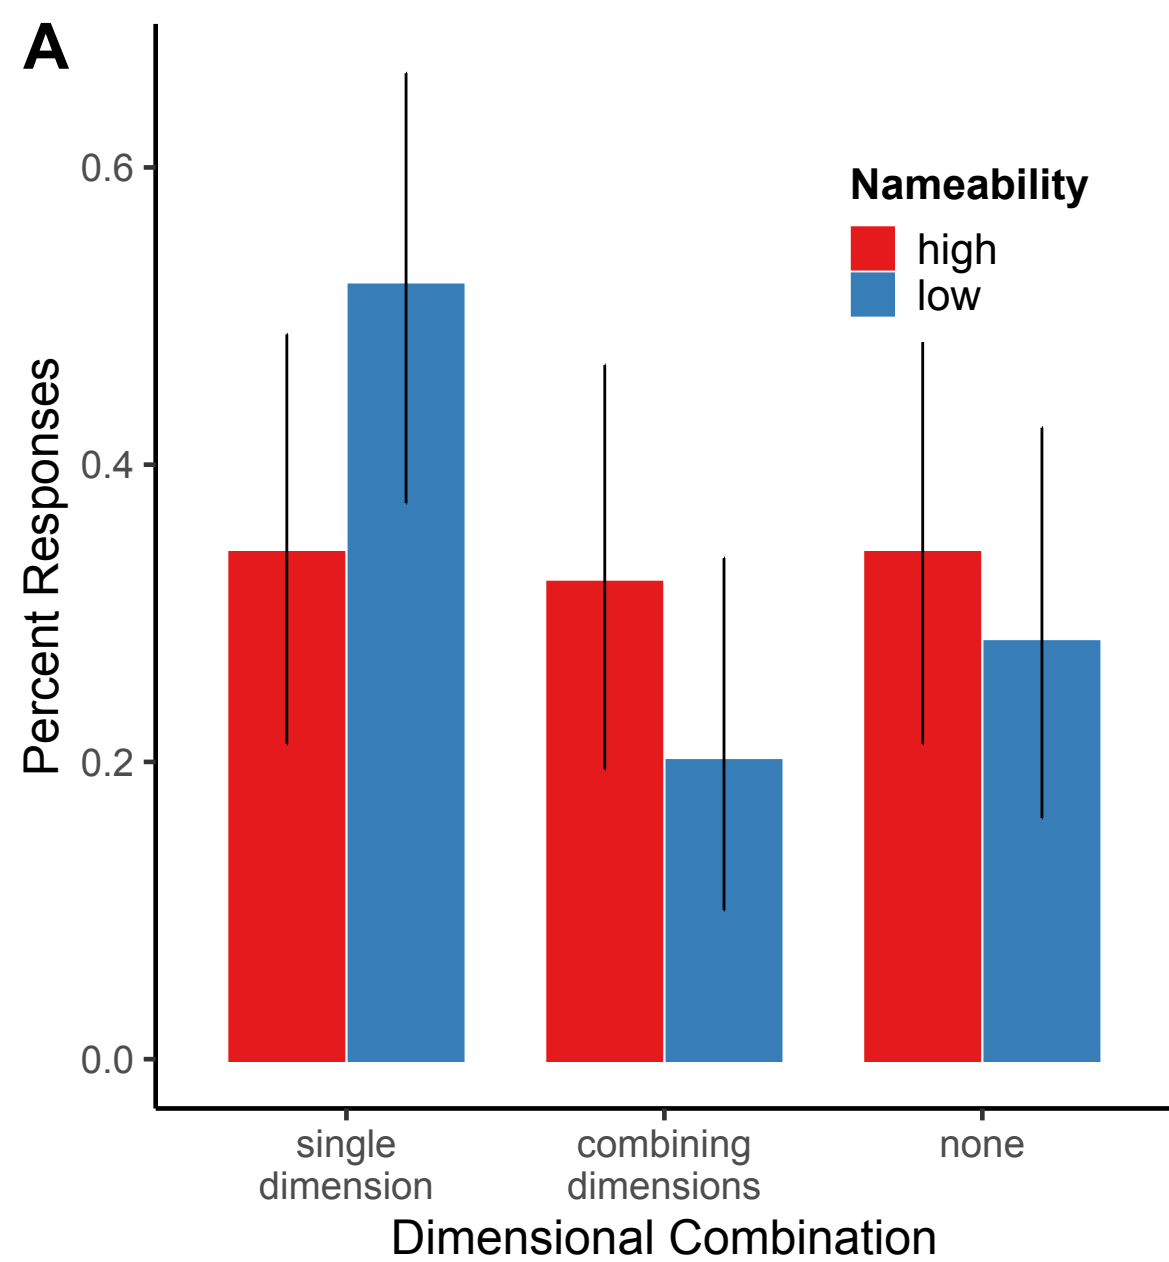 A
Percent Responses
0.6
0.4
0.2
0.0
Nameability
high
low
single
dimension
combining
dimensions
none
Dimensional Combination